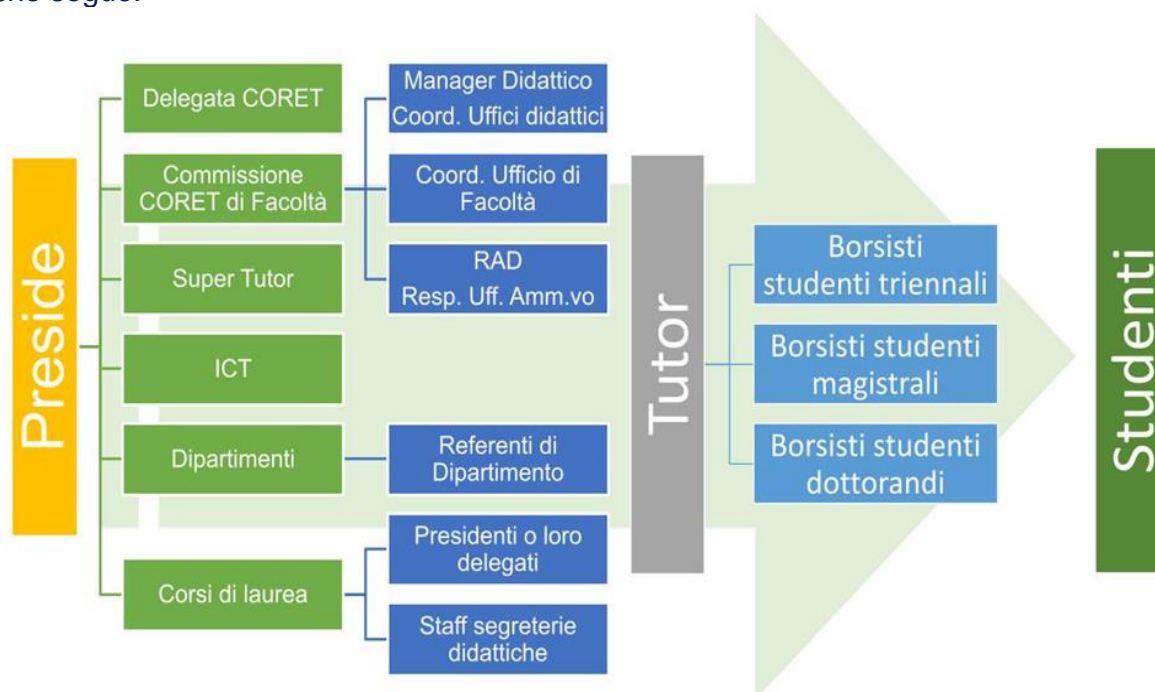 che segue.
Preside
Delegata CORET
Commissione
CORET di Facoltà
Super Tutor
ICT
Dipartimenti
Corsi di laurea
Manager Didattico
Coord. Uffici didattici
Coord. Ufficio di
Facoltà
RAD
Resp. Uff. Amm.vo
Referenti di
Dipartimento
Presidenti o loro
delegati
Staff segreterie
didattiche
Tutor
Borsisti
studenti triennali
Borsisti studenti
magistrali
Borsisti studenti
dottorandi
Studenti